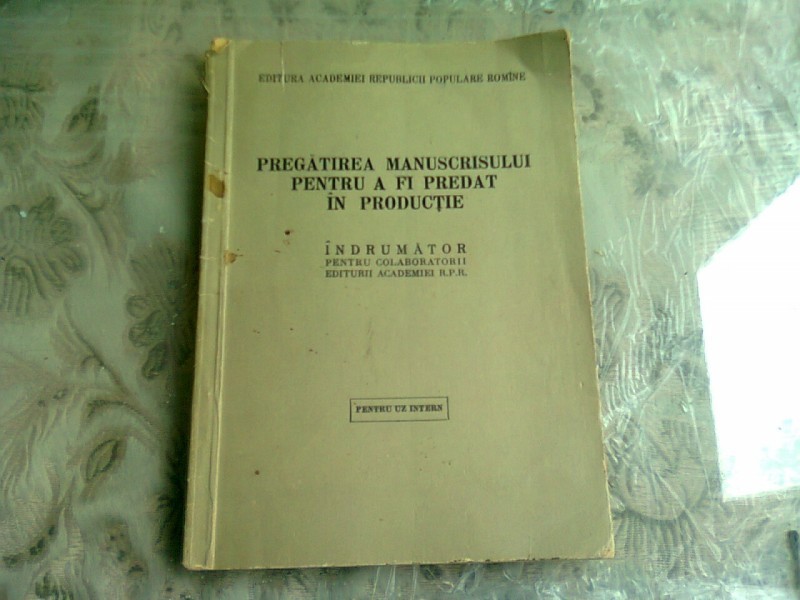 EDITURA ACADEMIEI REPUBLICII POPULARE ROMÎNE
PREGĂTIREA MANUSCRISULUI
PENTRU A FI PREDAT
ÎN PRODUCȚIE
ÎNDRUMĂTOR
PENTRU COLABORATORII
EDITURII ACADEMIEI R.P.R.
PENTRU UZ INTERN